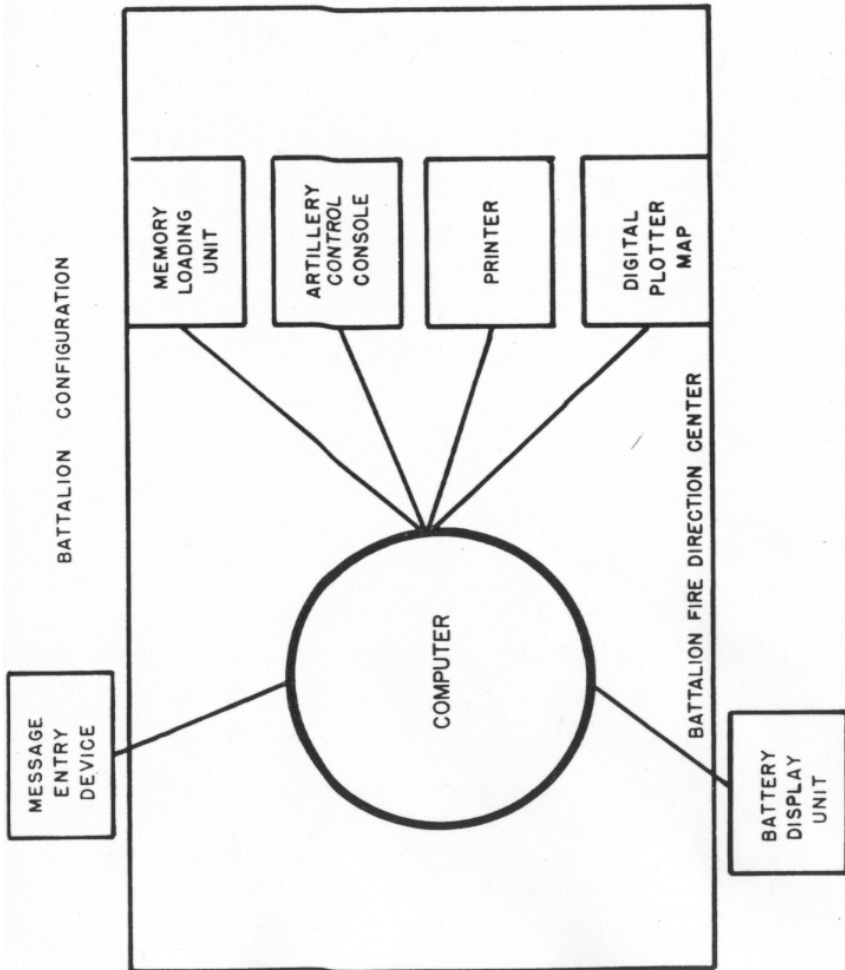 BATTALION CONFIGURATION
MESSAGE
ENTRY
DEVICE
MEMORY
LOADING
UNIT
ARTILLERY
CONTROL
CONSOLE
COMPUTER
PRINTER
DIGITAL
PLOTTER
MAP
BATTALION FIRE DIRECTION CENTER
BATTERY
DISPLAY
UNIT